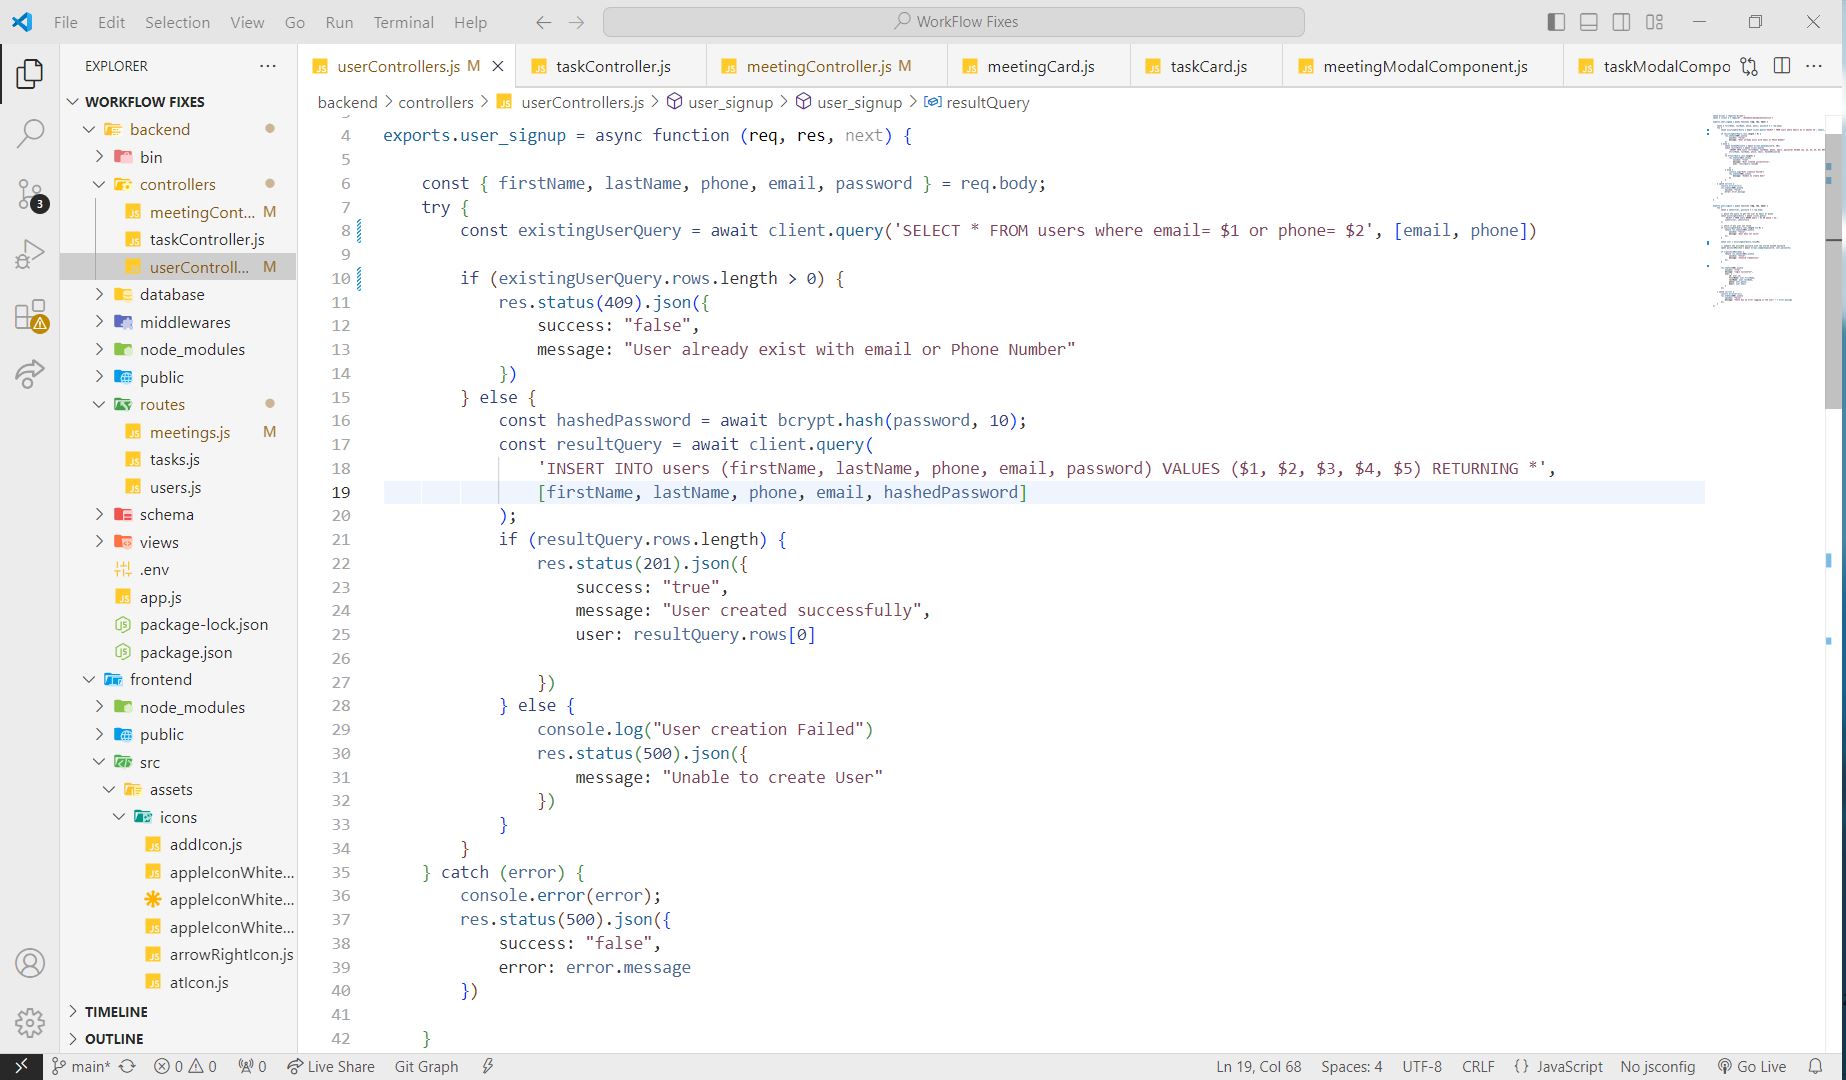 File Edit Selection View Go Run Terminal Help WorkFlow Fixes
EXPLORER
WORKFLOW FIXES
backend
bin
controllers
meetingCont... M
taskController.js
userControll... M
database
middlewares
node_modules
public
routes
meetings.js M
tasks.js
users.js
schema
views
.env
app.js
package-lock.json
package.json
frontend
node_modules
public
src
assets
icons
addIcon.js
appleIconWhite...
appleIconWhite...
appleIconWhite...
arrowRightIcon.js
atIcon.js
TIMELINE
OUTLINE
3
userControllers.js M taskController.js meetingController.js M meetingCard.js taskCard.js meetingModalComponent.js taskModalCompo
backend > controllers > userControllers.js > user_signup > user_signup > resultQuery
4 exports.user_signup = async function (req, res, next) {
5
6 const { firstName, lastName, phone, email, password } = req.body;
7 try {
8 const existingUserQuery = await client.query('SELECT * FROM users where email= $1 or phone= $2', [email, phone])
9
10 if (existingUserQuery.rows.length > 0) {
11 res.status(409).json({
12 success: "false",
13 message: "User already exist with email or Phone Number"
14 })
15 } else {
16 const hashedPassword = await bcrypt.hash(password, 10);
17 const resultQuery = await client.query(
18 'INSERT INTO users (firstName, lastName, phone, email, password) VALUES ($1, $2, $3, $4, $5) RETURNING *',
19 [firstName, lastName, phone, email, hashedPassword]
20 );
21 if (resultQuery.rows.length) {
22 res.status(201).json({
23 success: "true",
24 message: "User created successfully",
25 user: resultQuery.rows[0]
26
27 })
28 } else {
29 console.log("User creation Failed")
30 res.status(500).json({
31 message: "Unable to create User"
32 })
33 }
34 }
35 } catch (error) {
36 console.error(error);
37 res.status(500).json({
38 success: "false",
39 error: error.message
40 })
41
42 }
main* 0 0 0 Live Share Git Graph Ln 19, Col 68 Spaces: 4 UTF-8 CRLF {} JavaScript No jsconfig Go Live